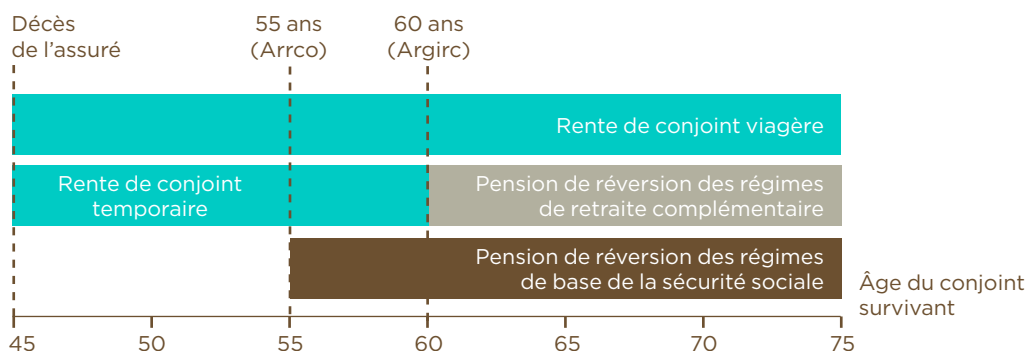 Décès
de l’assuré
55 ans
(Arrco)
60 ans
(Argirc)
Rente de conjoint viagère
Rente de conjoint
temporaire
Pension de réversion des régimes
de retraite complémentaire
Pension de réversion des régimes
de base de la sécurité sociale
Âge du conjoint
survivant
45 50 55 60 65 70 75